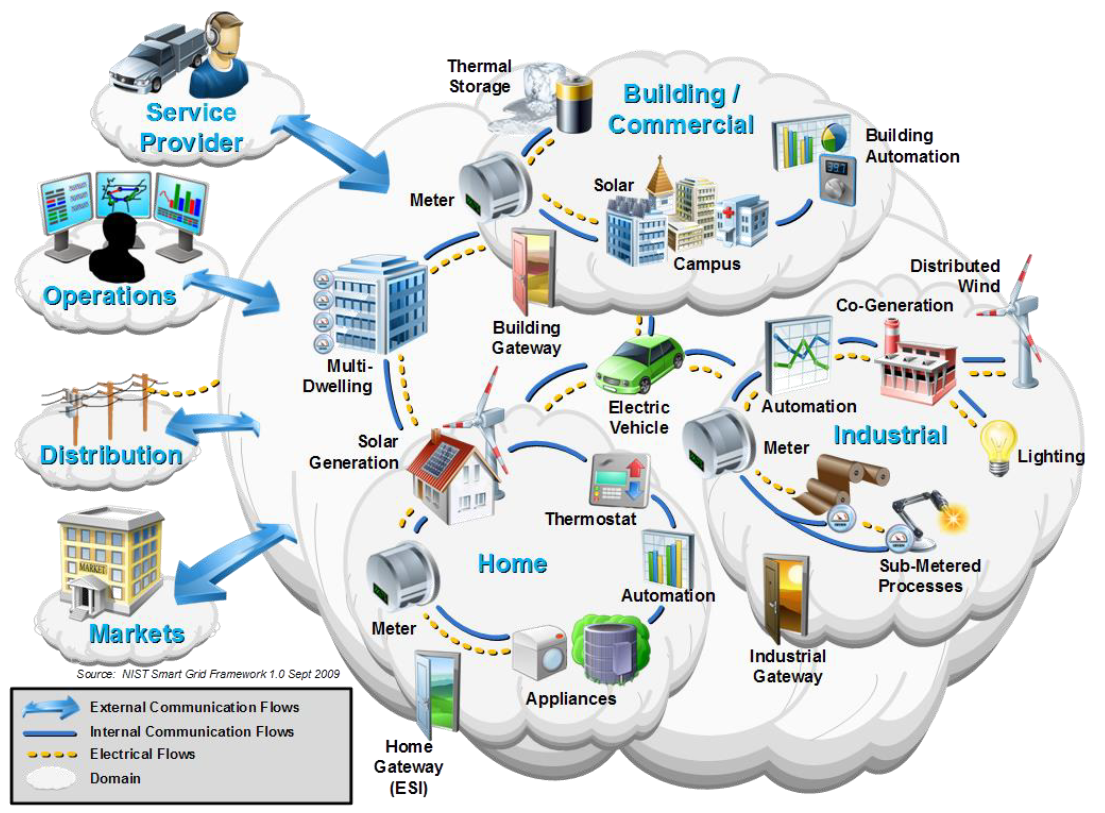 Service
Provider
Operations
Distribution
MARKET
Markets
Thermal
Storage
Building /
Commercial
Building
Automation
Meter
Solar
Campus
Building
Gateway
Multi-
Dwelling
Electric
Vehicle
Distributed
Wind
Co-Generation
Automation
Industrial
Meter
Lighting
Sub-Metered
Processes
Industrial
Gateway
Solar
Generation
Thermostat
Home
Automation
Meter
Appliances
Home
Gateway
(ESI)
Source: NIST Smart Grid Framework 1.0 Sept 2009
External Communication Flows
Internal Communication Flows
Electrical Flows
Domain